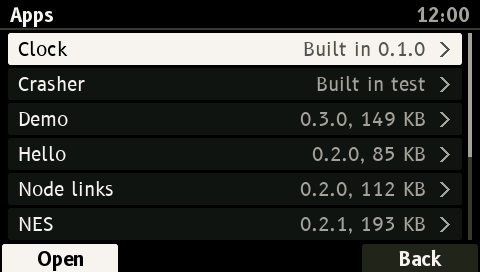 Apps 12:00
Clock Built in 0.1.0
Crasher Built in test
Demo 0.3.0, 149 KB
Hello 0.2.0, 85 KB
Node links 0.2.0, 112 KB
NES 0.2.1, 193 KB
Open Back